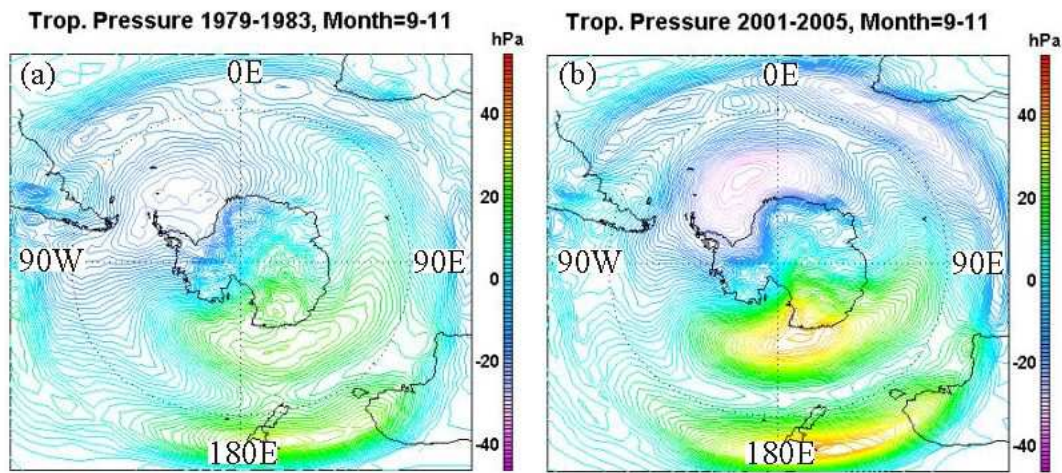 Trop. Pressure 1979-1983, Month=9-11
hPa
(a)
0E
40
20
90W
90E
0
-20
180E
-40
Trop. Pressure 2001-2005, Month=9-11
hPa
(b)
0E
40
20
90W
90E
0
-20
180E
-40